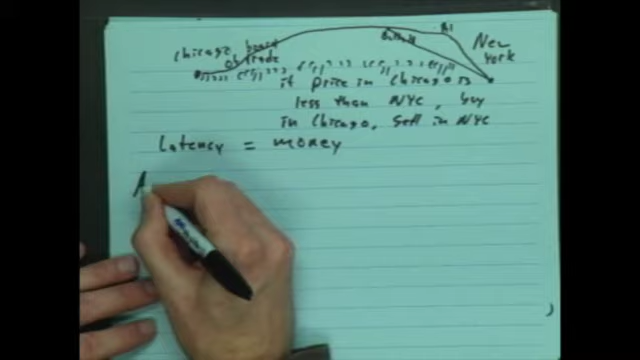 Chicago board
of trade
New
York
if price in Chicago is
less than NYC, buy
in Chicago, sell in NYC
latency = money